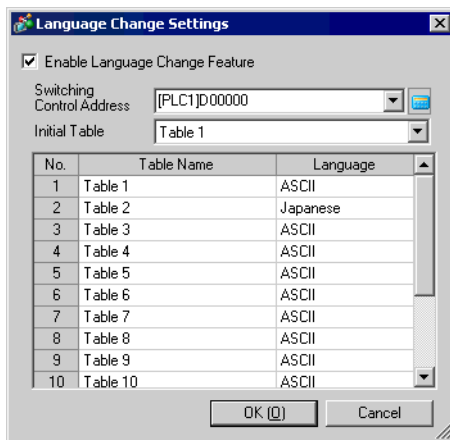 Language Change Settings
Enable Language Change Feature
Switching
Control Address
[PLC1]D00000
Initial Table
Table 1
No. Table Name Language
1 Table 1 ASCII
2 Table 2 Japanese
3 Table 3 ASCII
4 Table 4 ASCII
5 Table 5 ASCII
6 Table 6 ASCII
7 Table 7 ASCII
8 Table 8 ASCII
9 Table 9 ASCII
10 Table 10 ASCII
OK (O) Cancel